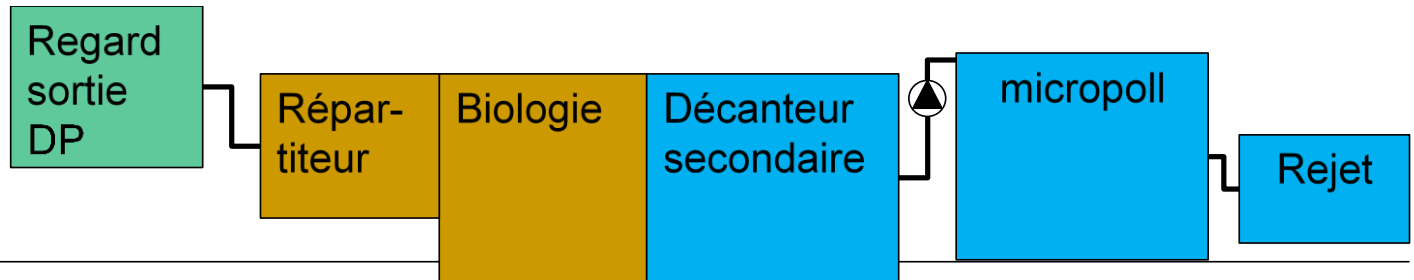 Regard
sortie
DP
Répar-
titeur
Biologie
Décanteur
secondaire
micropoll
Rejet